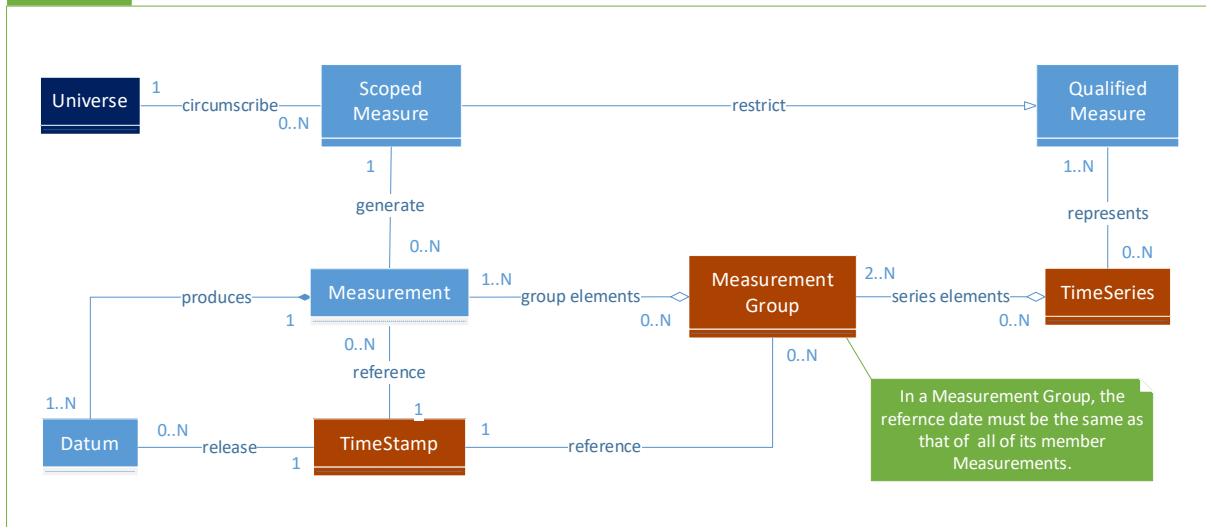 Universe
1
circumscribe
0..N
Scoped
Measure
restrict
Qualified
Measure
1
generate
0..N
1..N
represents
0..N
produces
1
Measurement
1..N
group elements
0..N
Measurement
Group
2..N
series elements
0..N
TimeSeries
0..N
reference
1
0..N
1..N
Datum
0..N
release
1
TimeStamp
1
reference
In a Measurement Group, the
refernce date must be the same as
that of all of its member
Measurements.